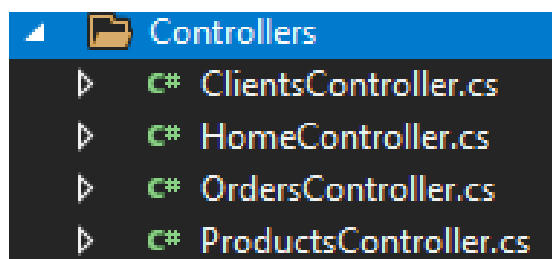 Controllers
C# ClientsController.cs
C# HomeController.cs
C# OrdersController.cs
C# ProductsController.cs